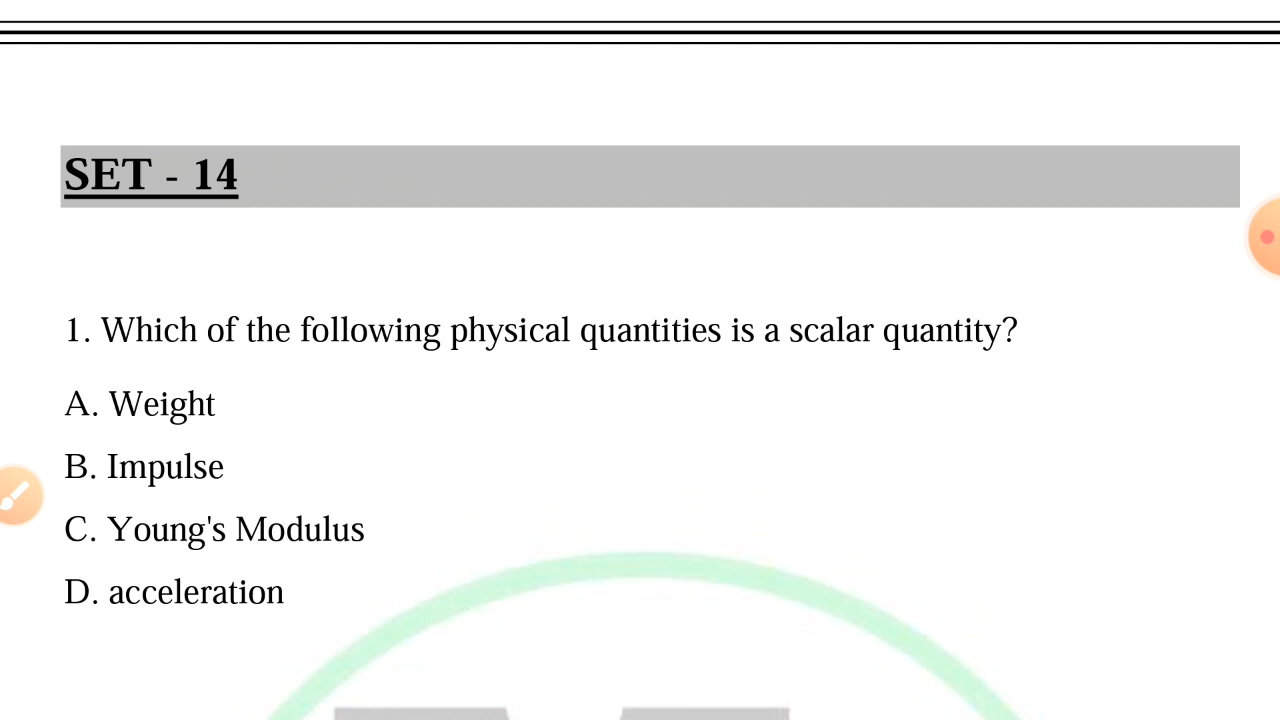 SET - 14
1. Which of the following physical quantities is a scalar quantity?
A. Weight
B. Impulse
C. Young's Modulus
D. acceleration